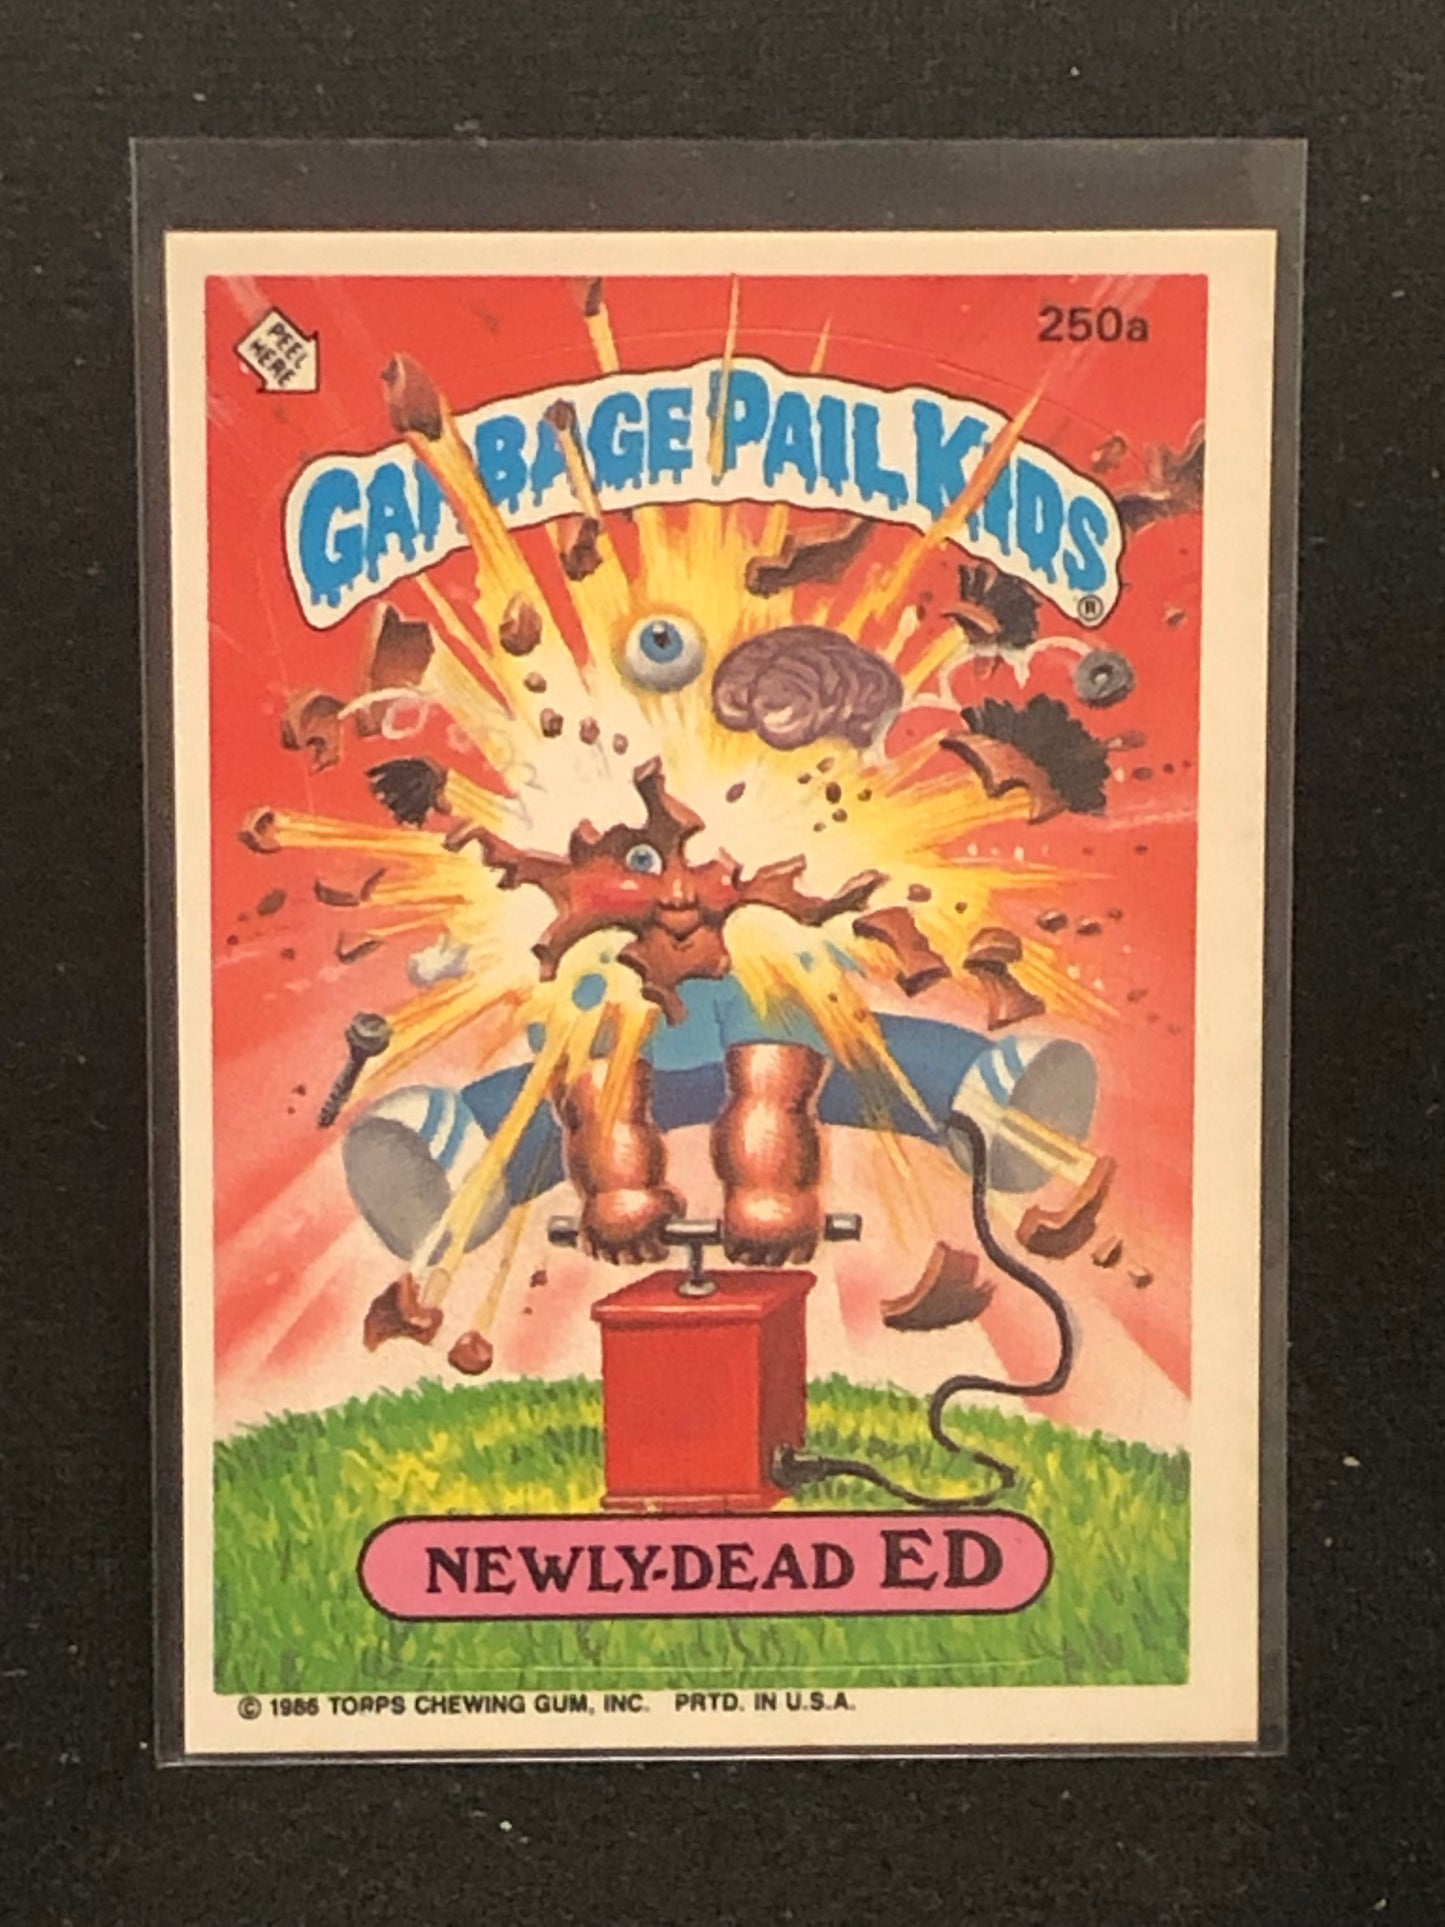 PEEL
HERE
250a
GARBAGE PAIL KIDS
®
NEWLY-DEAD ED
© 1986 TOPPS CHEWING GUM, INC. PRTD. IN U.S.A.